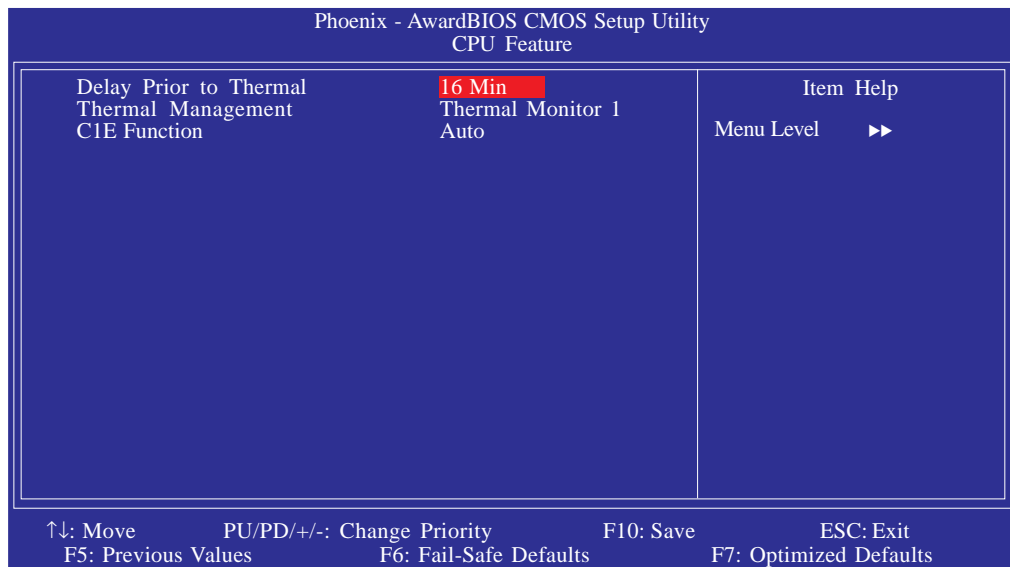 Phoenix - AwardBIOS CMOS Setup Utility
CPU Feature
Delay Prior to Thermal 16 Min
Thermal Management Thermal Monitor 1
C1E Function Auto
Item Help
Menu Level ▶▶
↑↓: Move PU/PD/+/-: Change Priority F10: Save ESC: Exit
F5: Previous Values F6: Fail-Safe Defaults F7: Optimized Defaults